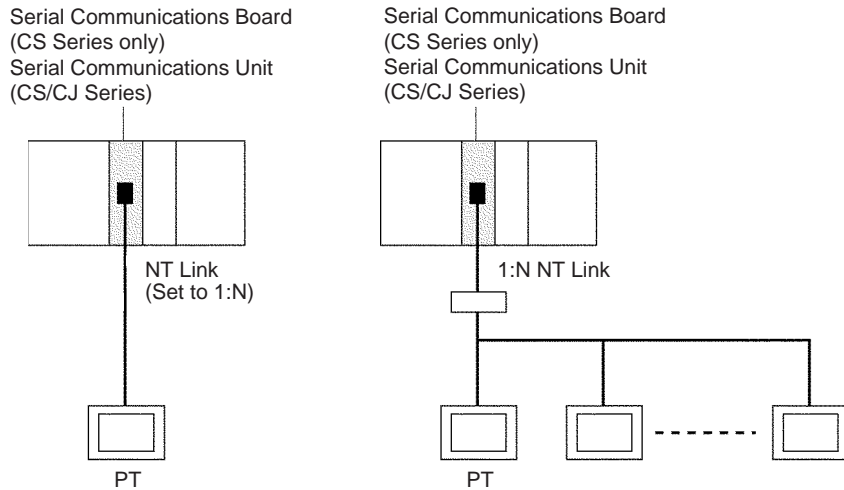 Serial Communications Board
(CS Series only)
Serial Communications Unit
(CS/CJ Series)
NT Link
(Set to 1:N)
PT
Serial Communications Board
(CS Series only)
Serial Communications Unit
(CS/CJ Series)
1:N NT Link
PT